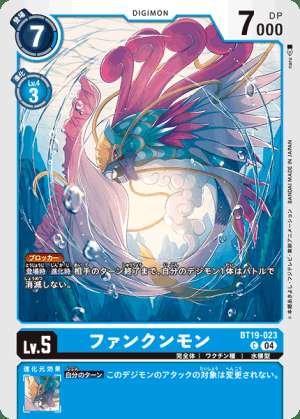 登場
7
DIGIMON
7000
DP
進化
Lv.4
3
ブロッカー
登場時 進化時 相手のターン終了まで、自分のデジモン1体はバトルで
消滅しない。
BT19-023
Lv.5
ファンクンモン
C 04
完全体 ワクチン種 水棲型
進化元効果
自分のターン このデジモンのアタックの対象は変更されない。